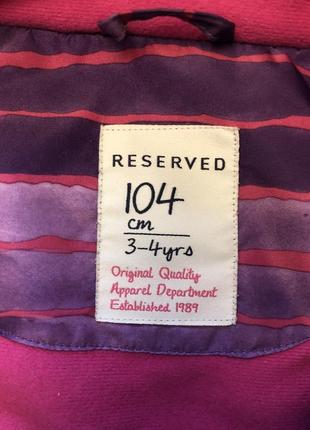 RESERVED
104
cm
3-4yrs
Original Quality
Apparel Department
Established 1989